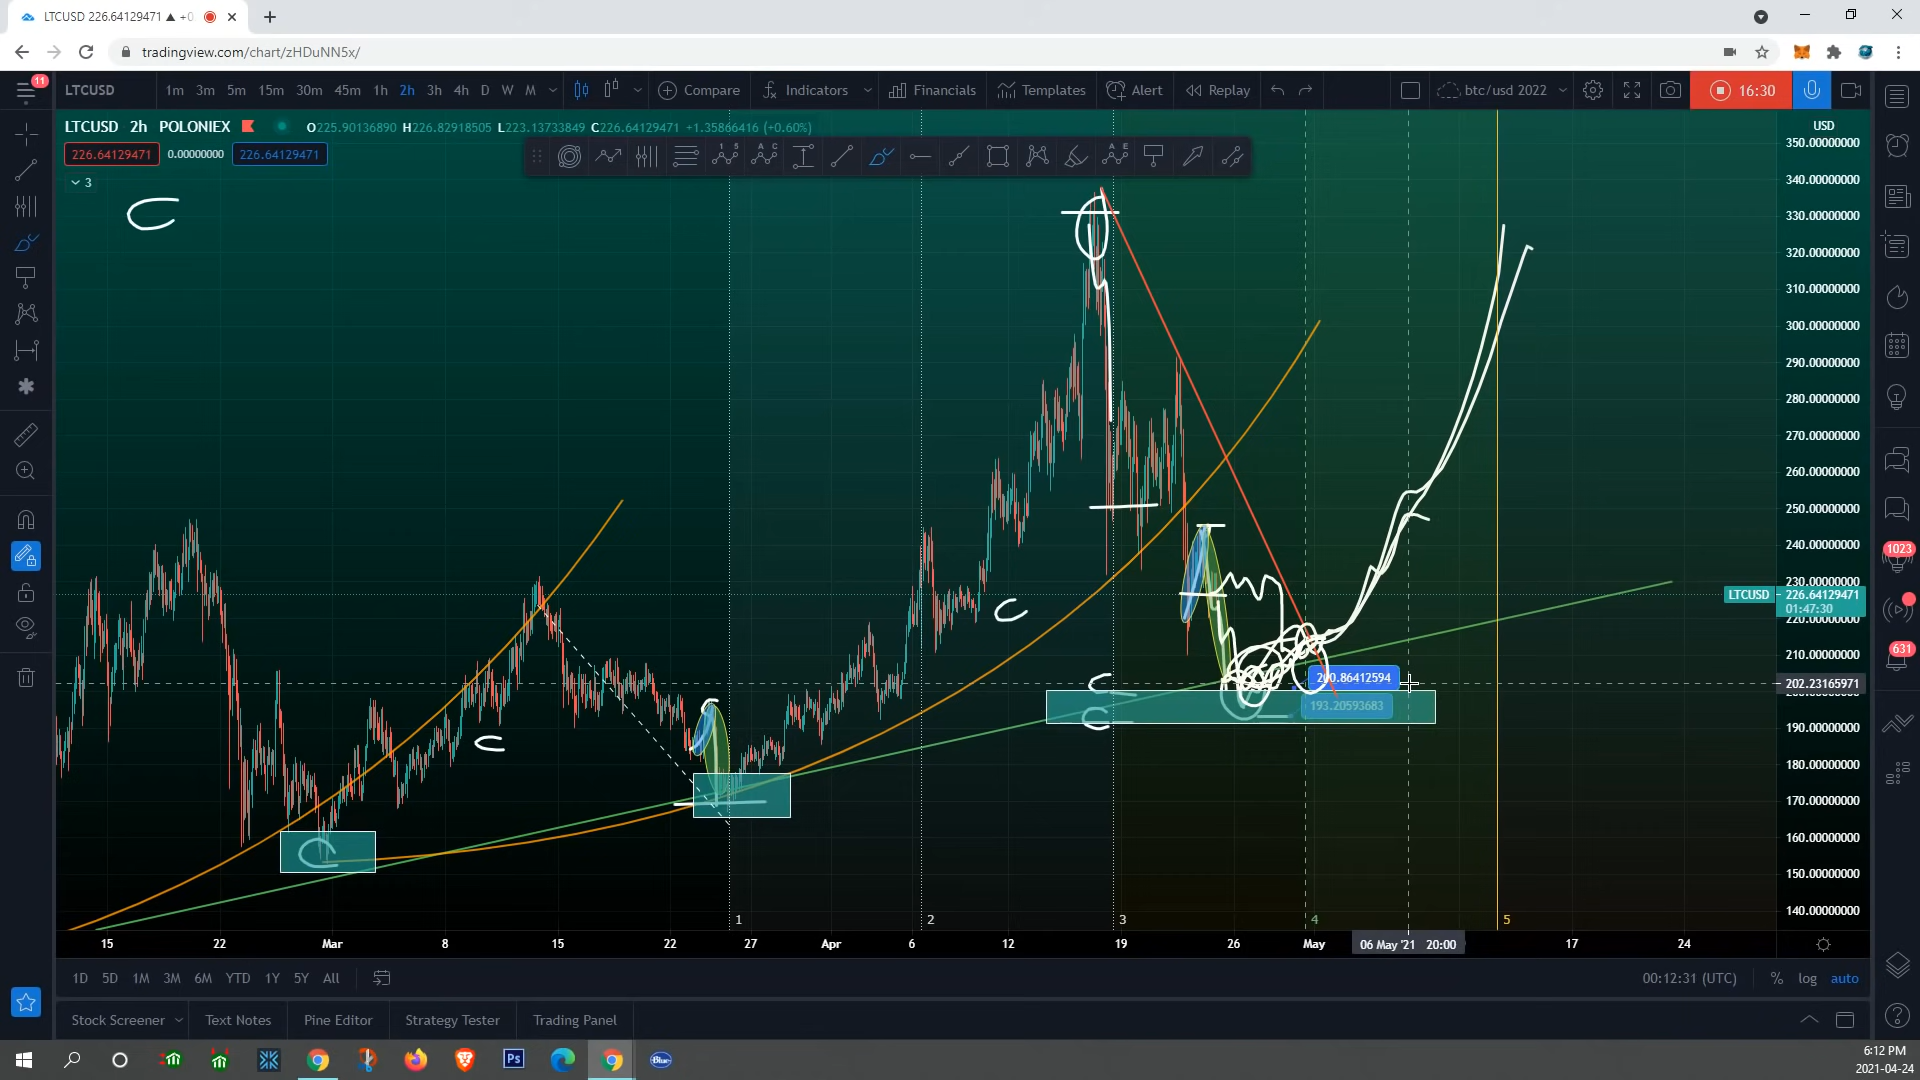 LTCUSD 226.64129471 ▲ +0
tradingview.com/chart/zHDuNN5x/
11
LTCUSD 1m 3m 5m 15m 30m 45m 1h 2h 3h 4h D W M Compare Indicators Financials Templates Alert Replay btc/usd 2022 16:30
LTCUSD 2h POLONIEX O225.90136890 H226.82918505 L223.13733849 C226.64129471 +1.35866416 (+0.60%)
226.64129471 0.00000000 226.64129471
3
USD
350.00000000
340.00000000
330.00000000
320.00000000
310.00000000
300.00000000
290.00000000
280.00000000
270.00000000
260.00000000
250.00000000
240.00000000
230.00000000
LTCUSD 226.64129471
01:47:30
220.00000000
210.00000000
200.86412594
202.23165971
193.20593683
190.00000000
180.00000000
170.00000000
160.00000000
150.00000000
140.00000000
1023
631
1 2 3 4 5
15 22 Mar 8 15 22 27 Apr 6 12 19 26 May 06 May '21 20:00 17 24
1D 5D 1M 3M 6M YTD 1Y 5Y All 00:12:31 (UTC) % log auto
Stock Screener Text Notes Pine Editor Strategy Tester Trading Panel
Ps
Blue
6:12 PM
2021-04-24